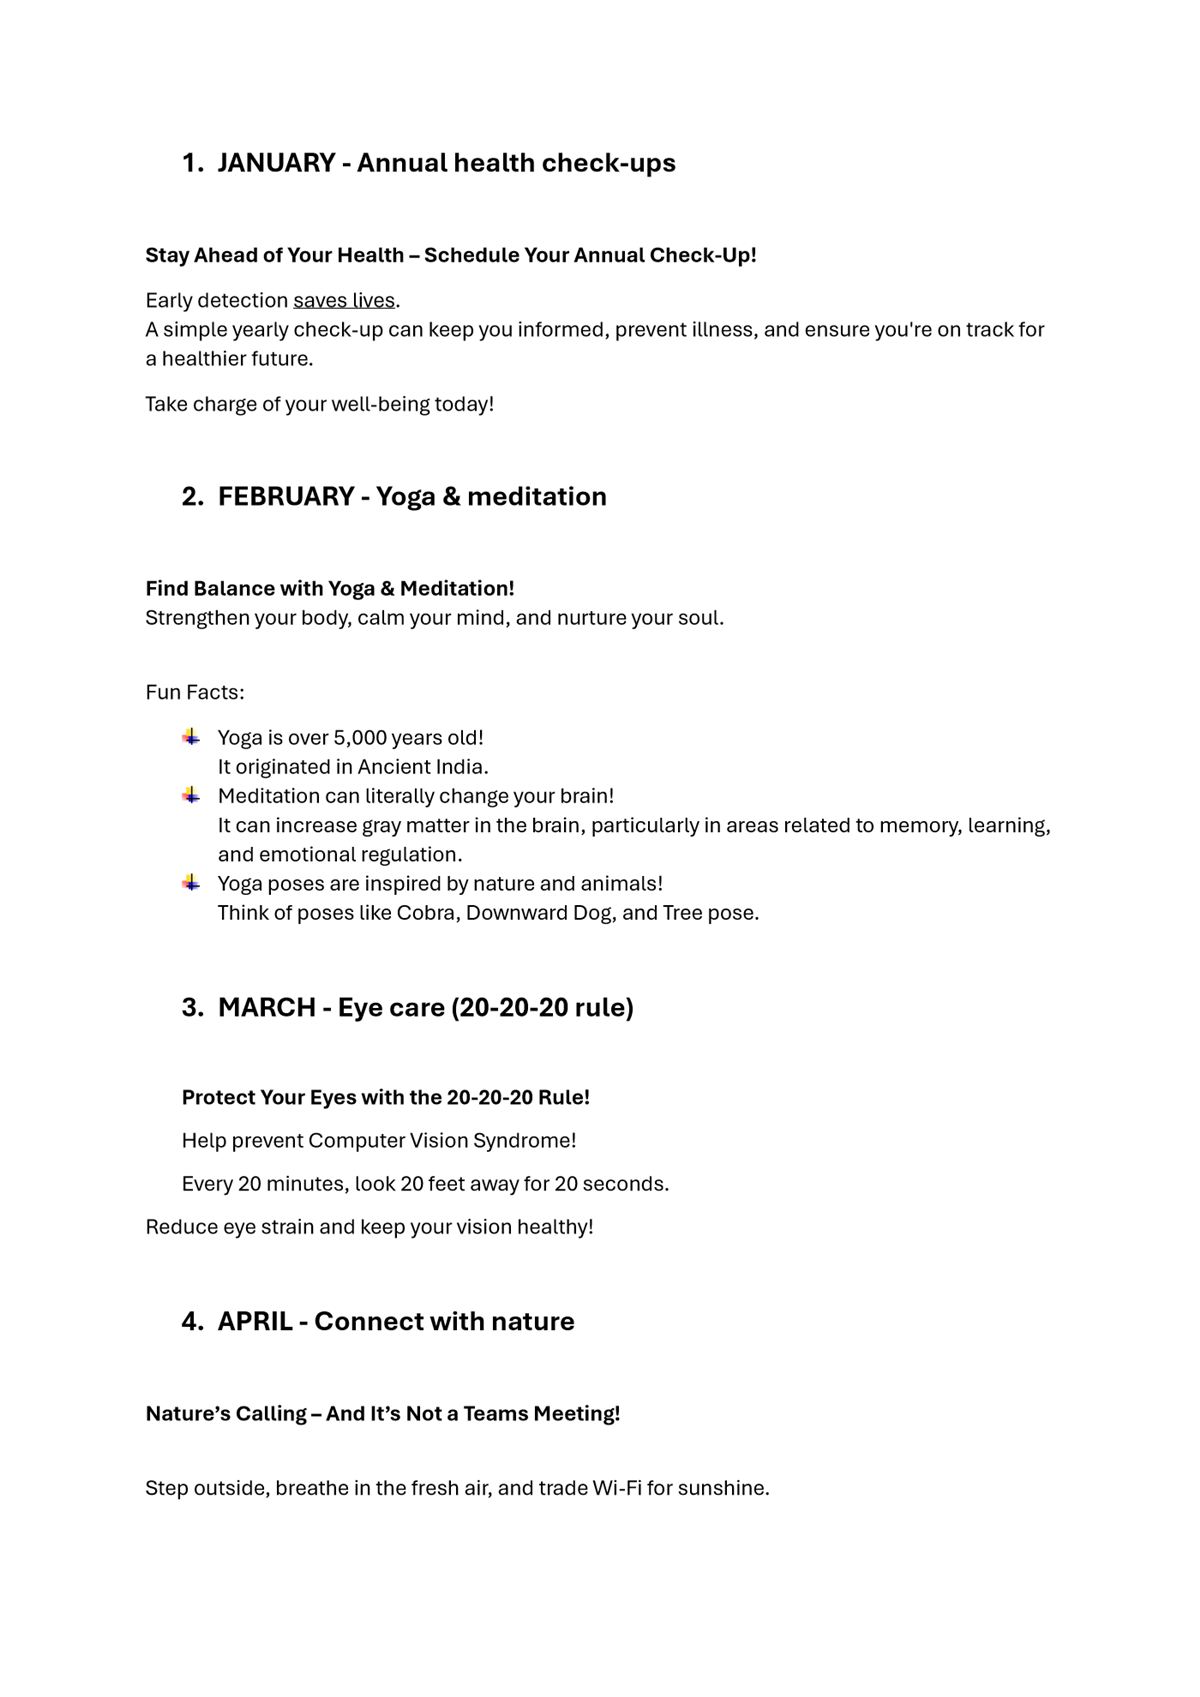 1. JANUARY - Annual health check-ups
Stay Ahead of Your Health – Schedule Your Annual Check-Up!
Early detection saves lives.
A simple yearly check-up can keep you informed, prevent illness, and ensure you're on track for
a healthier future.
Take charge of your well-being today!
2. FEBRUARY - Yoga & meditation
Find Balance with Yoga & Meditation!
Strengthen your body, calm your mind, and nurture your soul.
Fun Facts:
Yoga is over 5,000 years old!
It originated in Ancient India.
Meditation can literally change your brain!
It can increase gray matter in the brain, particularly in areas related to memory, learning,
and emotional regulation.
Yoga poses are inspired by nature and animals!
Think of poses like Cobra, Downward Dog, and Tree pose.
3. MARCH - Eye care (20-20-20 rule)
Protect Your Eyes with the 20-20-20 Rule!
Help prevent Computer Vision Syndrome!
Every 20 minutes, look 20 feet away for 20 seconds.
Reduce eye strain and keep your vision healthy!
4. APRIL - Connect with nature
Nature’s Calling – And It’s Not a Teams Meeting!
Step outside, breathe in the fresh air, and trade Wi-Fi for sunshine.